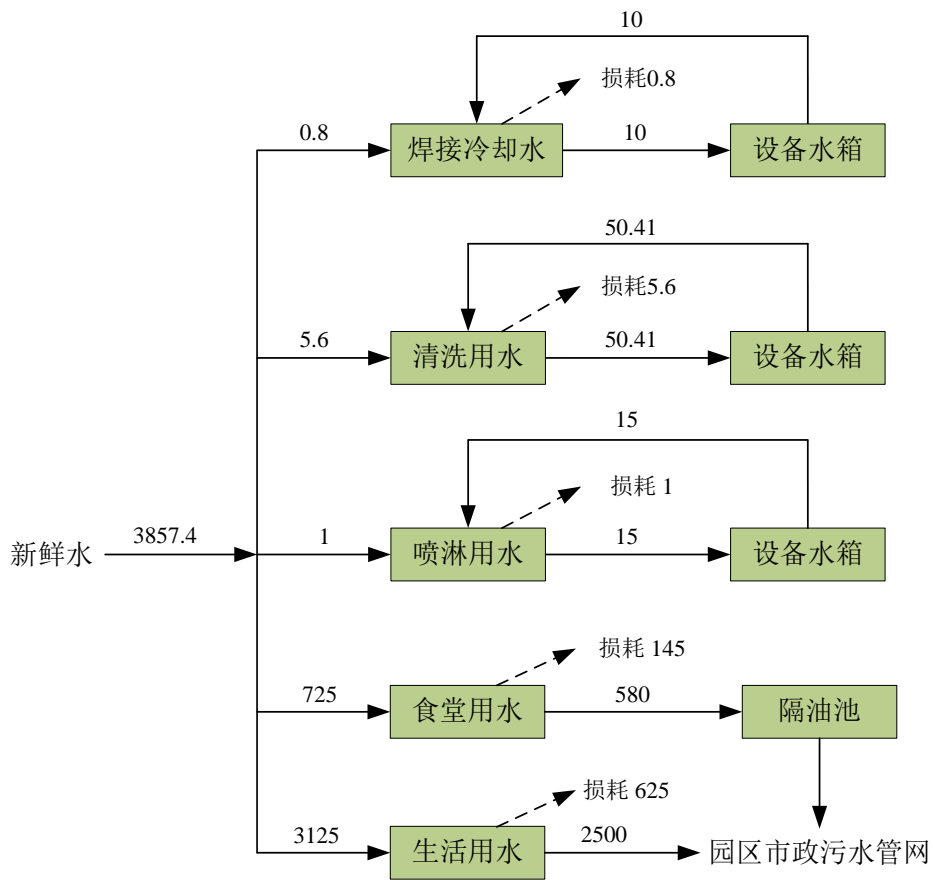 10
损耗0.8
0.8
焊接冷却水
10
设备水箱
50.41
损耗5.6
5.6
清洗用水
50.41
设备水箱
15
损耗 1
新鲜水
3857.4
1
喷淋用水
15
设备水箱
损耗 145
725
食堂用水
580
隔油池
损耗 625
3125
生活用水
2500
园区市政污水管网